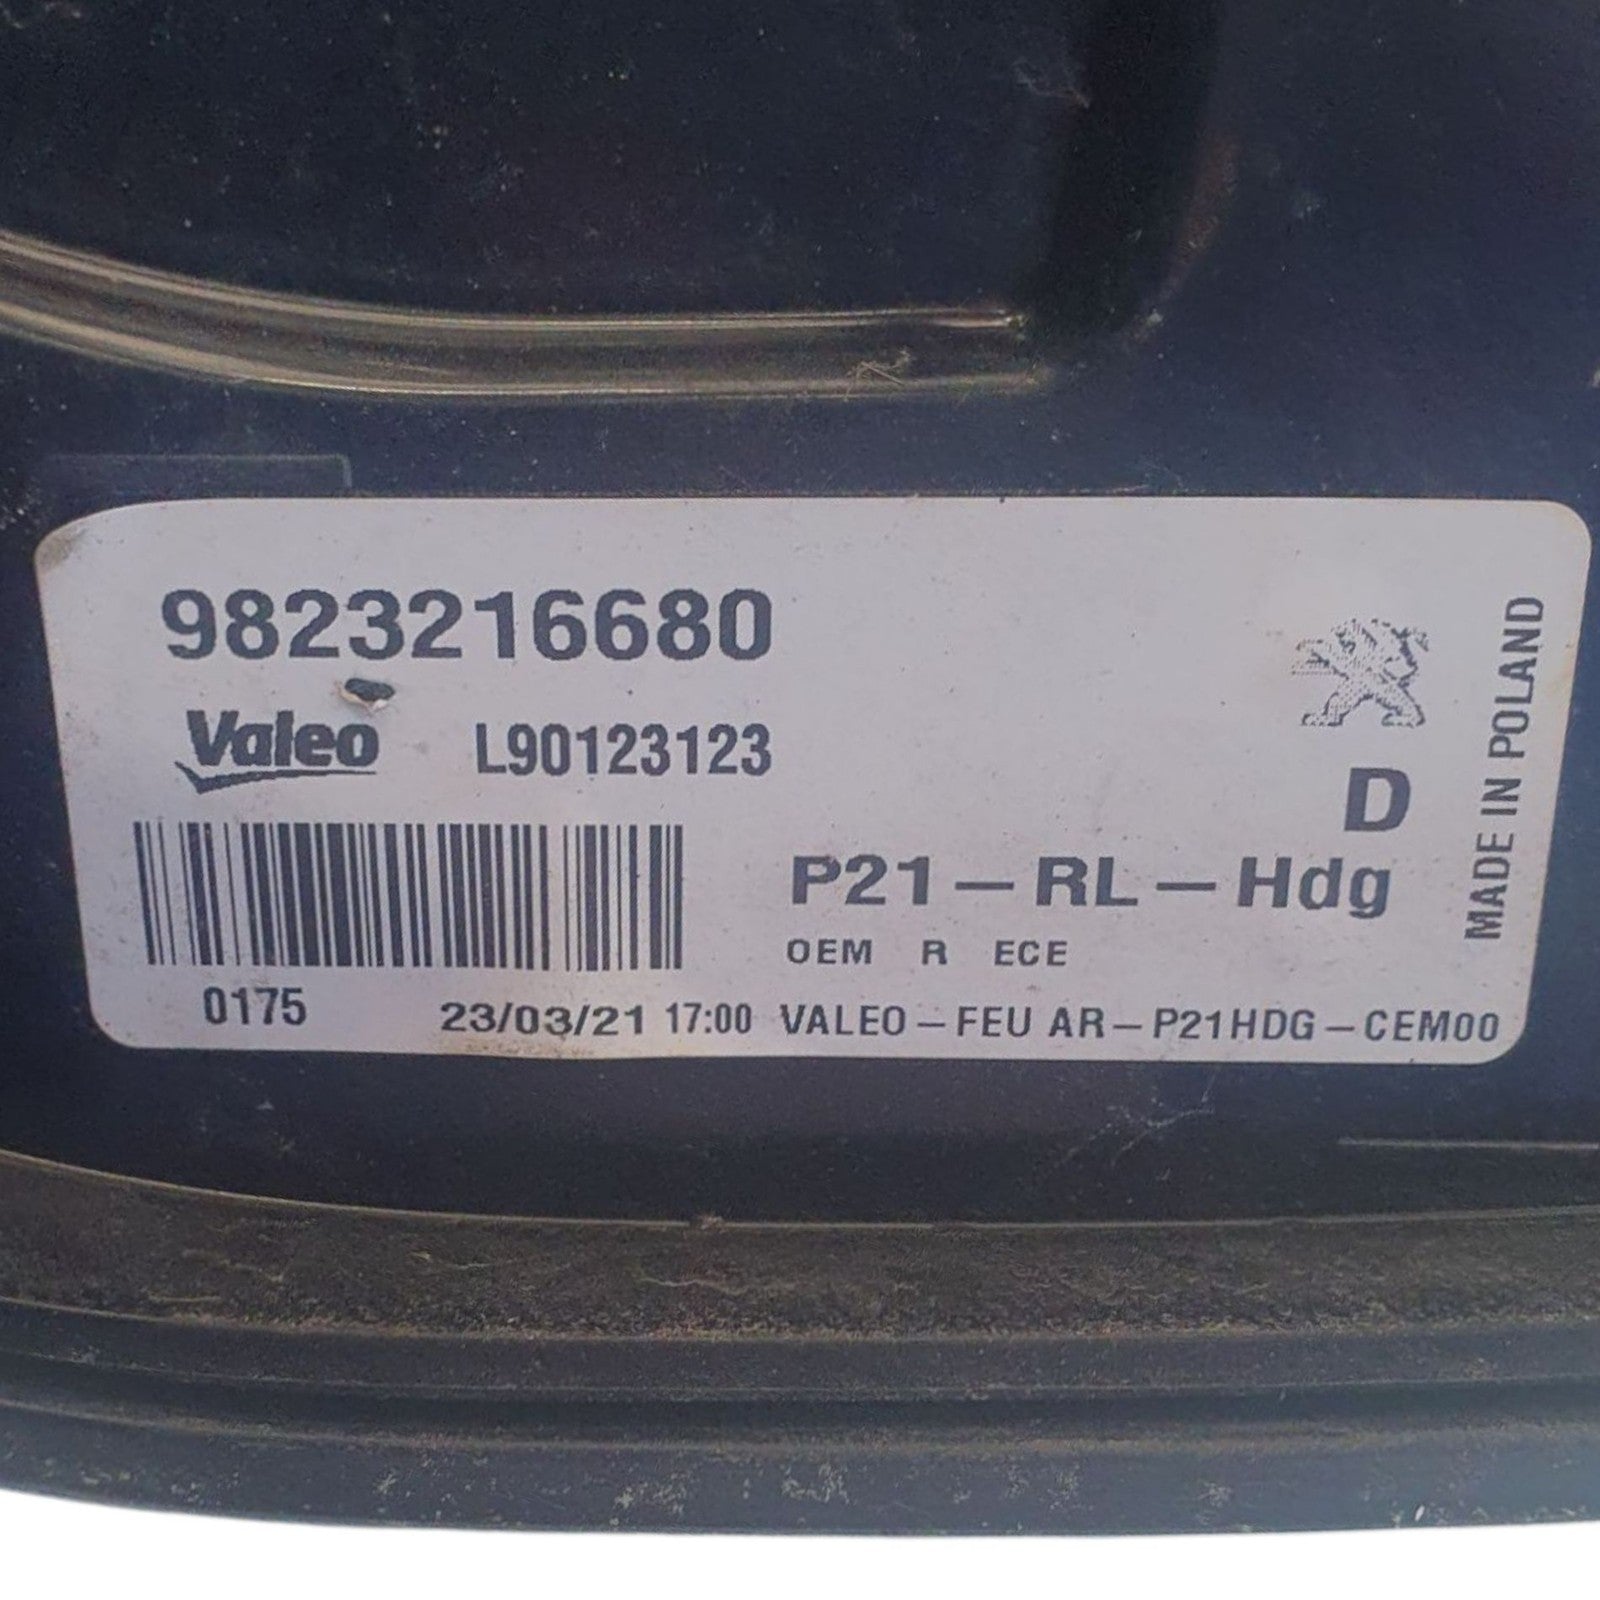 9823216680
Valeo L90123123
D
P21-RL-Hdg
OEM R ECE
0175 23/03/21 17:00 VALEO-FEU AR-P21HDG-CEM00
MADE IN POLAND